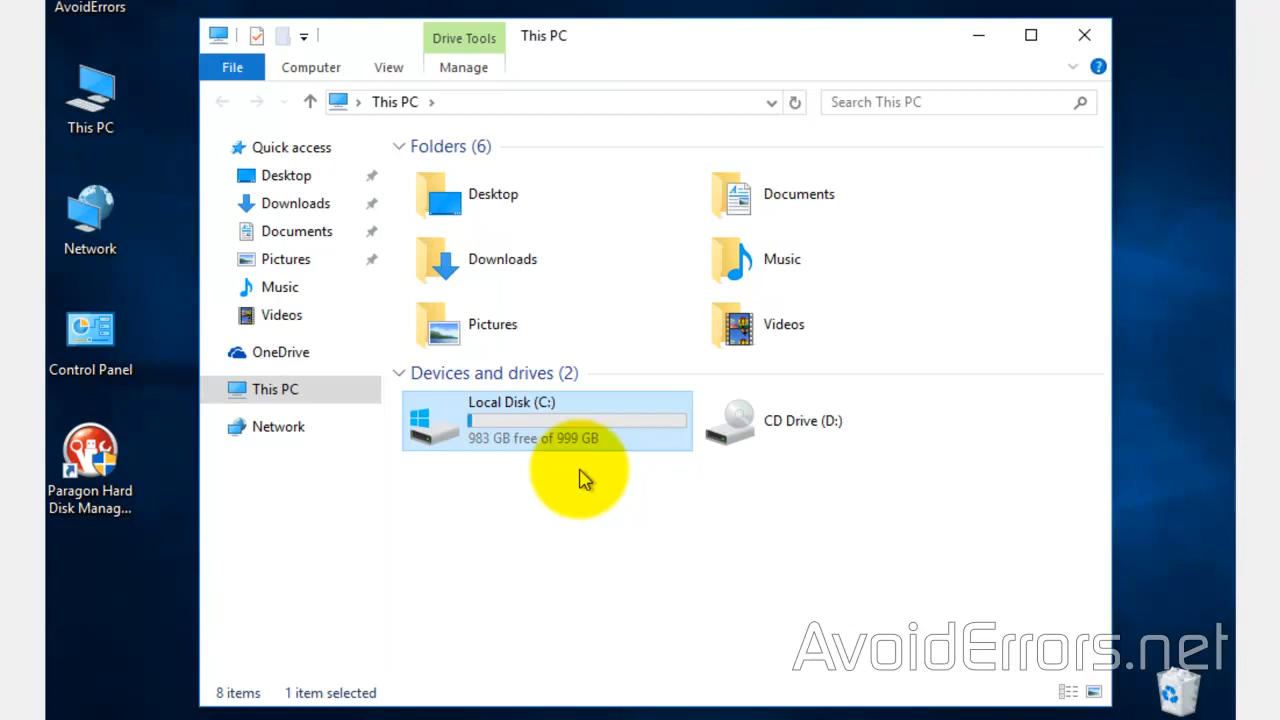 AvoidErrors
Drive Tools
This PC
File
Computer
View
Manage
This PC
Search This PC
This PC
Network
Control Panel
Paragon Hard
Disk Manag...
Quick access
Desktop
Downloads
Documents
Pictures
Music
Videos
OneDrive
This PC
Network
Folders (6)
Desktop
Documents
Downloads
Music
Pictures
Videos
Devices and drives (2)
Local Disk (C:)
983 GB free of 999 GB
CD Drive (D:)
8 items
1 item selected
AvoidErrors.net